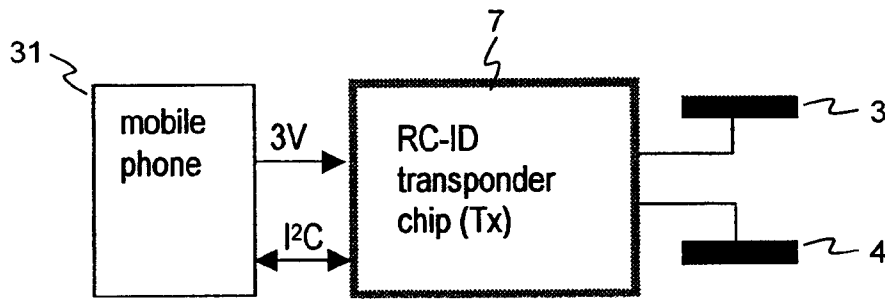 7
31
3
mobile
phone
3V
RC-ID
transponder
chip (Tx)
I²C
4